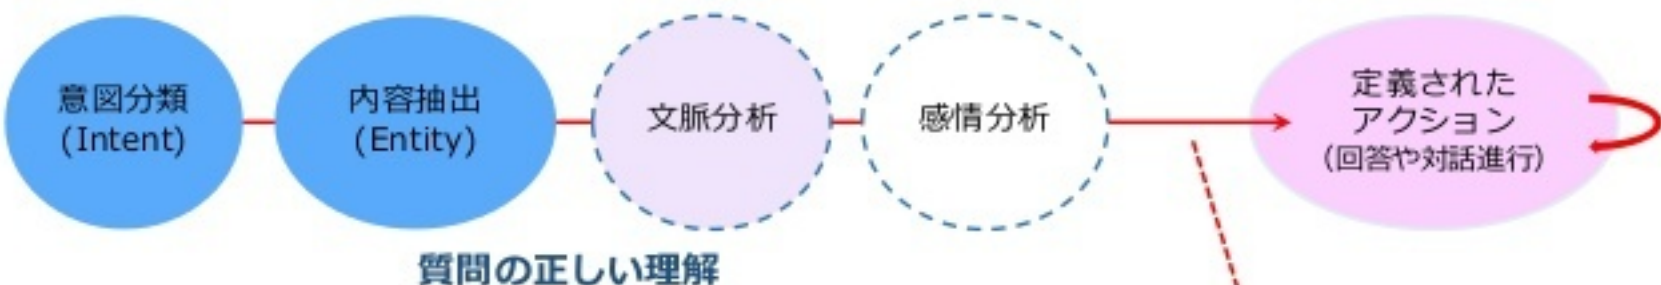 意図分類
(Intent)
内容抽出
(Entity)
文脈分析
感情分析
定義された
アクション
(回答や対話進行)
質問の正しい理解